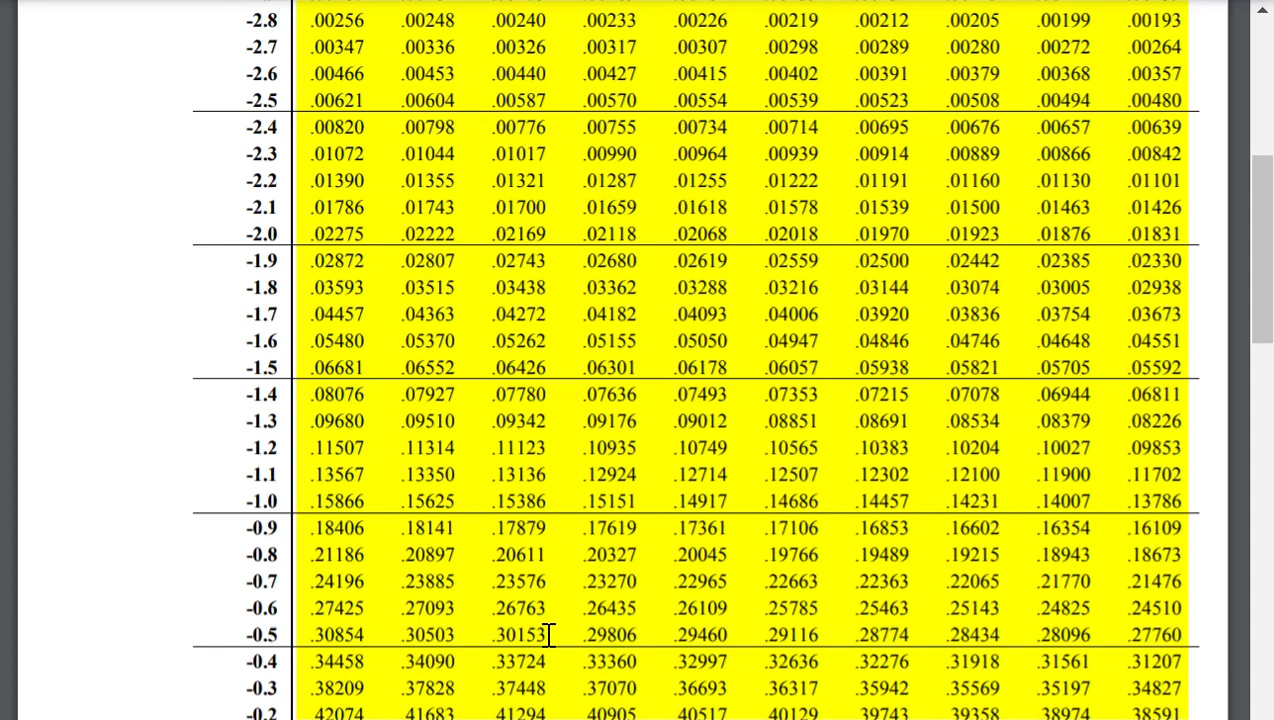 -2.8 .00256 .00248 .00240 .00233 .00226 .00219 .00212 .00205 .00199 .00193
-2.7 .00347 .00336 .00326 .00317 .00307 .00298 .00289 .00280 .00272 .00264
-2.6 .00466 .00453 .00440 .00427 .00415 .00402 .00391 .00379 .00368 .00357
-2.5 .00621 .00604 .00587 .00570 .00554 .00539 .00523 .00508 .00494 .00480
-2.4 .00820 .00798 .00776 .00755 .00734 .00714 .00695 .00676 .00657 .00639
-2.3 .01072 .01044 .01017 .00990 .00964 .00939 .00914 .00889 .00866 .00842
-2.2 .01390 .01355 .01321 .01287 .01255 .01222 .01191 .01160 .01130 .01101
-2.1 .01786 .01743 .01700 .01659 .01618 .01578 .01539 .01500 .01463 .01426
-2.0 .02275 .02222 .02169 .02118 .02068 .02018 .01970 .01923 .01876 .01831
-1.9 .02872 .02807 .02743 .02680 .02619 .02559 .02500 .02442 .02385 .02330
-1.8 .03593 .03515 .03438 .03362 .03288 .03216 .03144 .03074 .03005 .02938
-1.7 .04457 .04363 .04272 .04182 .04093 .04006 .03920 .03836 .03754 .03673
-1.6 .05480 .05370 .05262 .05155 .05050 .04947 .04846 .04746 .04648 .04551
-1.5 .06681 .06552 .06426 .06301 .06178 .06057 .05938 .05821 .05705 .05592
-1.4 .08076 .07927 .07780 .07636 .07493 .07353 .07215 .07078 .06944 .06811
-1.3 .09680 .09510 .09342 .09176 .09012 .08851 .08691 .08534 .08379 .08226
-1.2 .11507 .11314 .11123 .10935 .10749 .10565 .10383 .10204 .10027 .09853
-1.1 .13567 .13350 .13136 .12924 .12714 .12507 .12302 .12100 .11900 .11702
-1.0 .15866 .15625 .15386 .15151 .14917 .14686 .14457 .14231 .14007 .13786
-0.9 .18406 .18141 .17879 .17619 .17361 .17106 .16853 .16602 .16354 .16109
-0.8 .21186 .20897 .20611 .20327 .20045 .19766 .19489 .19215 .18943 .18673
-0.7 .24196 .23885 .23576 .23270 .22965 .22663 .22363 .22065 .21770 .21476
-0.6 .27425 .27093 .26763 .26435 .26109 .25785 .25463 .25143 .24825 .24510
-0.5 .30854 .30503 .30153 .29806 .29460 .29116 .28774 .28434 .28096 .27760
-0.4 .34458 .34090 .33724 .33360 .32997 .32636 .32276 .31918 .31561 .31207
-0.3 .38209 .37828 .37448 .37070 .36693 .36317 .35942 .35569 .35197 .34827
-0.2 .42074 .41683 .41294 .40905 .40517 .40129 .39743 .39358 .38974 .38591